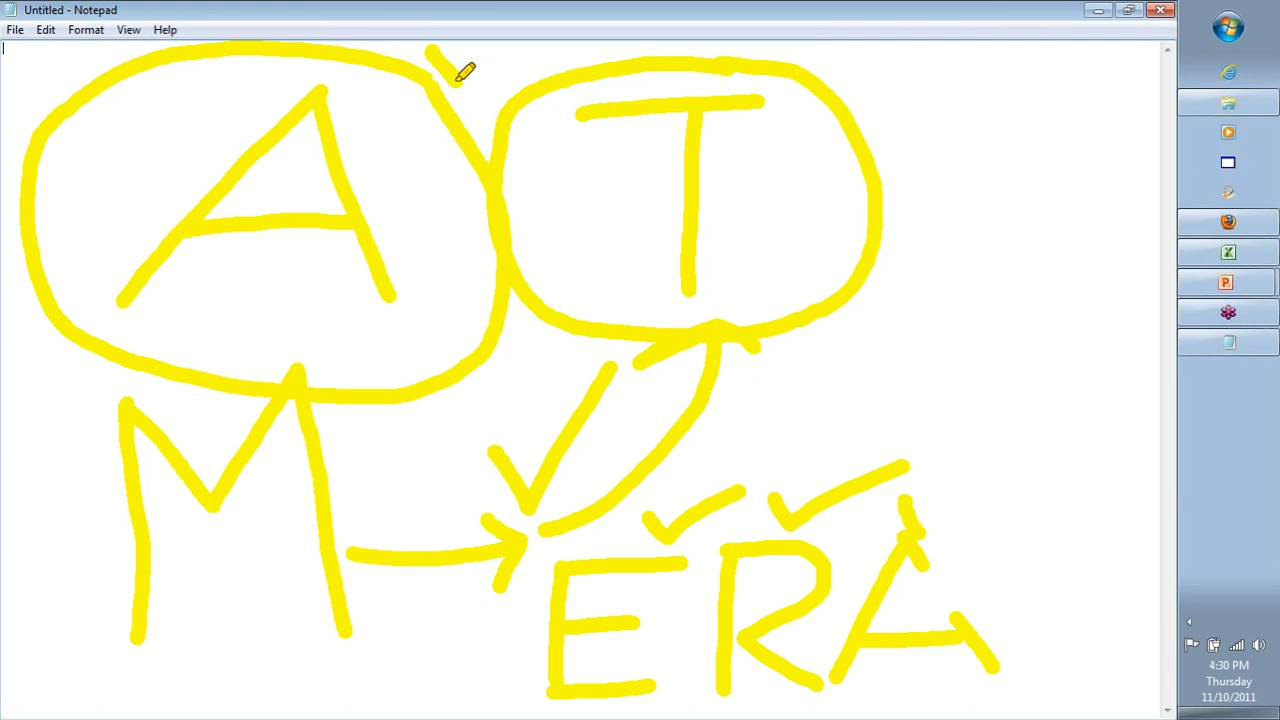 Untitled - Notepad
File Edit Format View Help
A T
M
ERA
4:30 PM
Thursday
11/10/2011